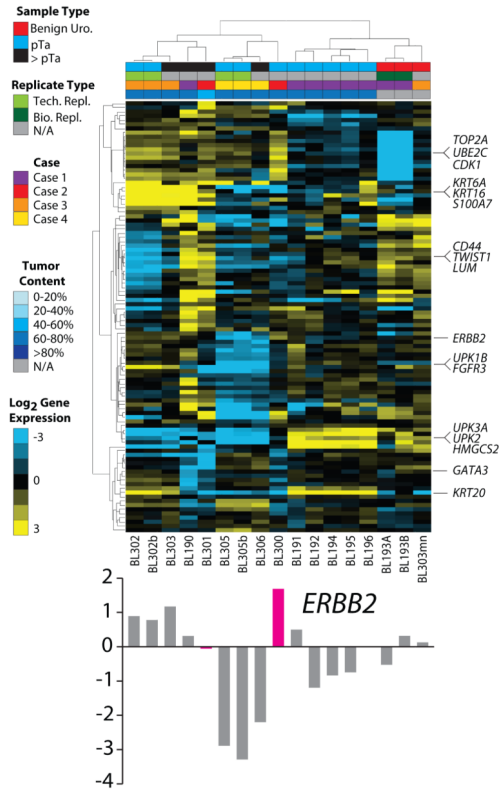 Sample Type
Benign Uro.
pTa
> pTa
Replicate Type
Tech. Repl.
Bio. Repl.
N/A
Case
Case 1
Case 2
Case 3
Case 4
Tumor
Content
0-20%
20-40%
40-60%
60-80%
>80%
N/A
Log2 Gene
Expression
-3
0
3
TOP2A
UBE2C
CDK1
KRT6A
KRT16
S100A7
CD44
TWIST1
LUM
ERBB2
UPK1B
FGFR3
UPK3A
UPK2
HMGCS2
GATA3
KRT20
BL302
BL302b
BL303
BL190
BL301
BL305
BL305b
BL306
BL300
BL191
BL192
BL194
BL195
BL196
BL193A
BL193B
BL303mn
ERBB2
2
1
0
-1
-2
-3
-4